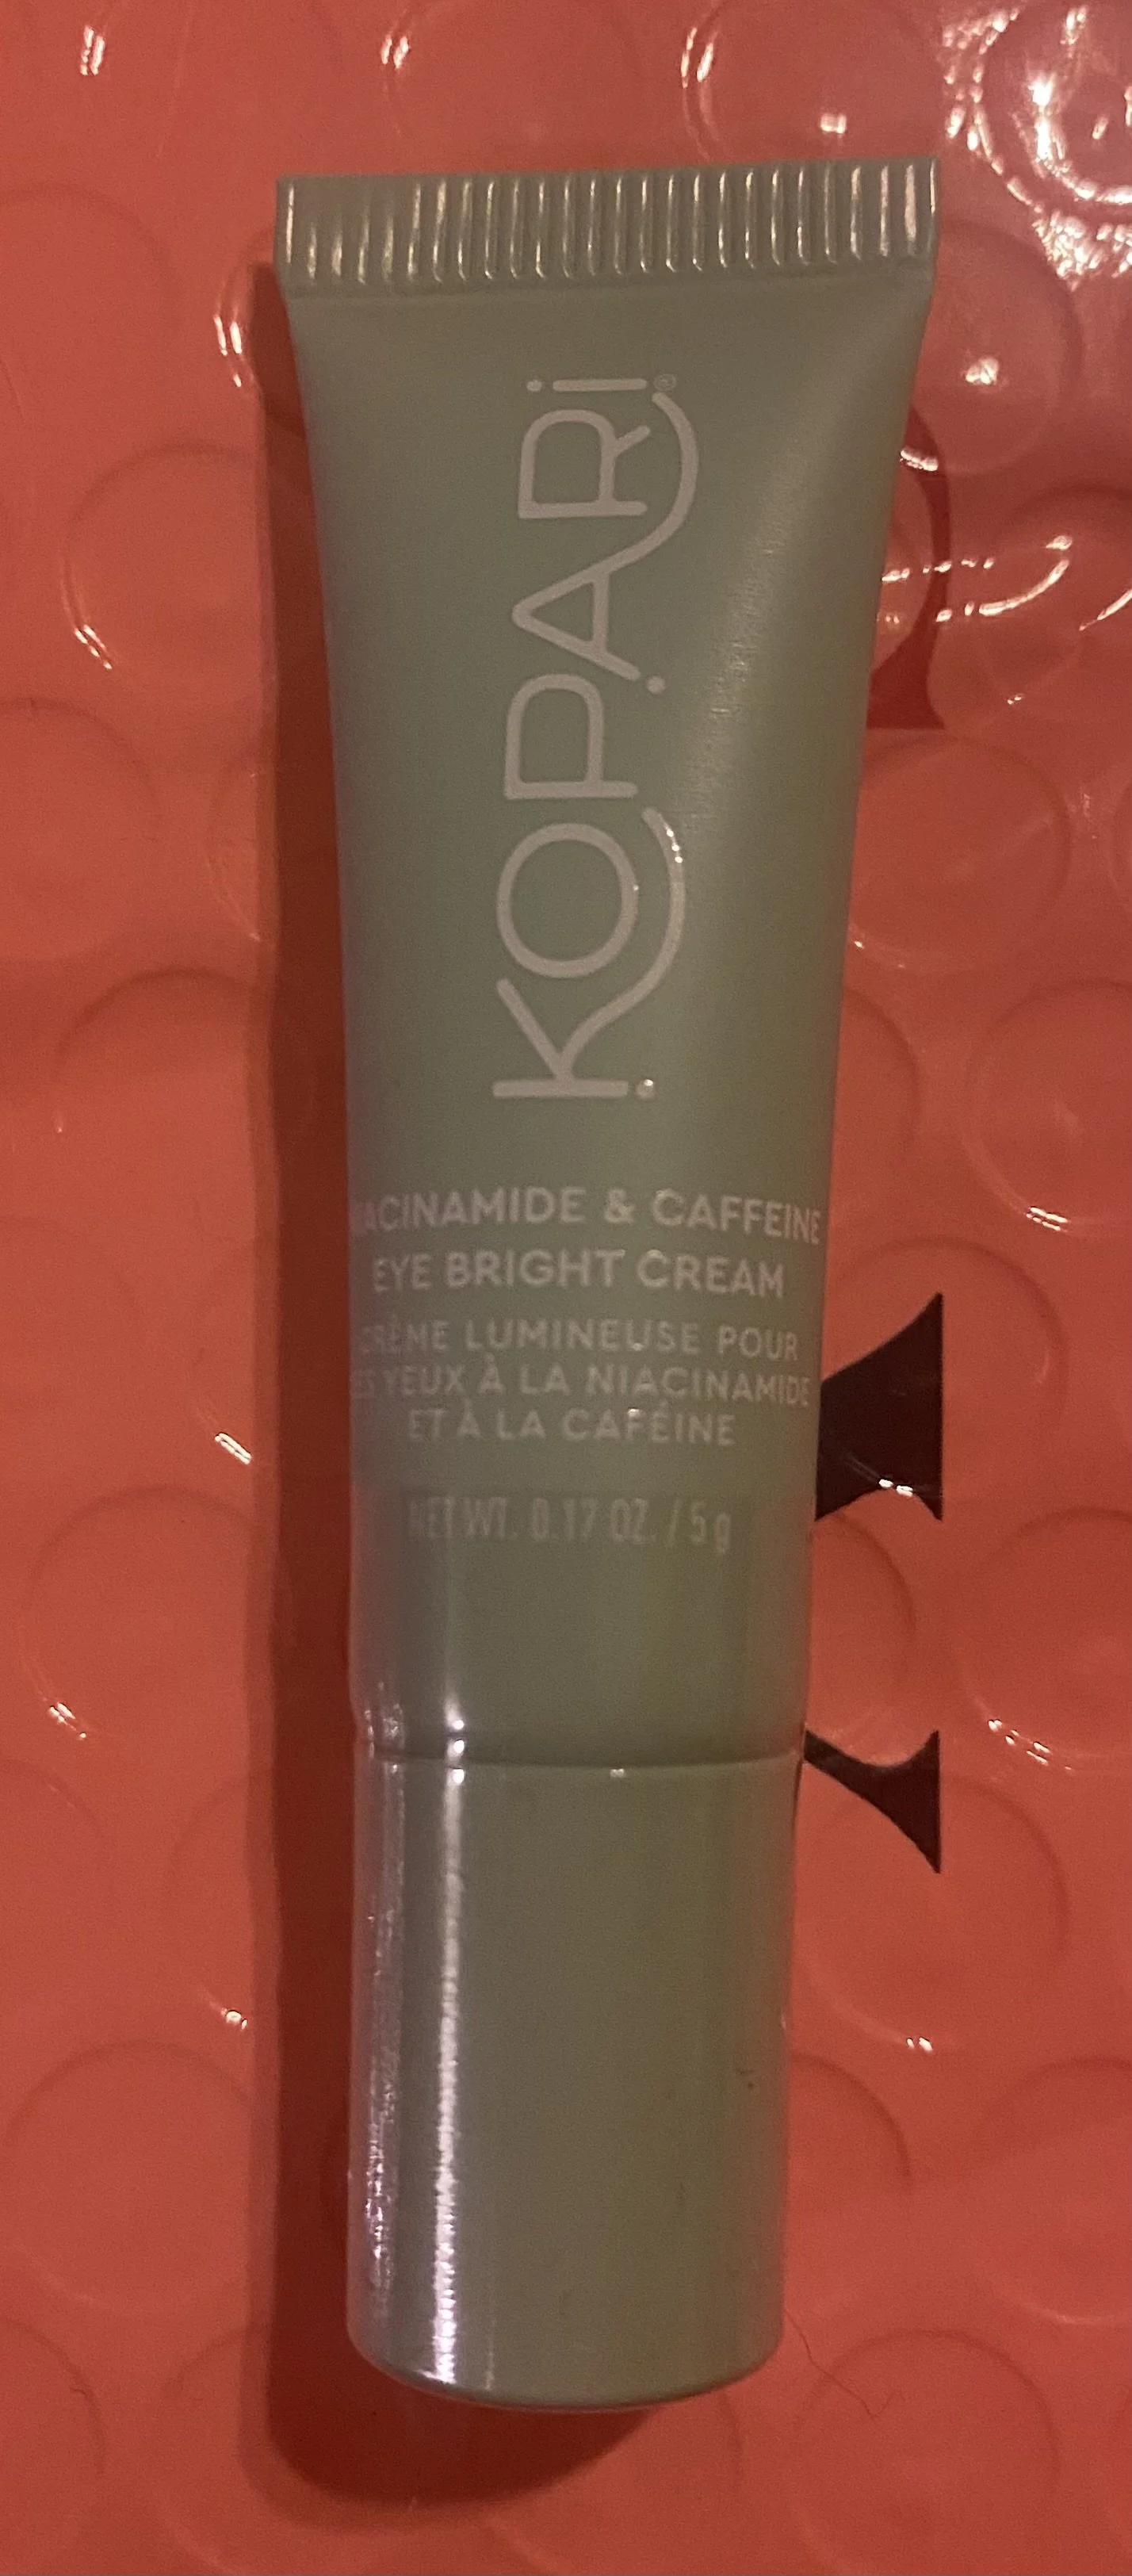 KOPARI®
NIACINAMIDE & CAFFEINE
EYE BRIGHT CREAM
CRÈME LUMINEUSE POUR
LES YEUX À LA NIACINAMIDE
ET À LA CAFÉINE
NET WT. 0.17 OZ. / 5 g